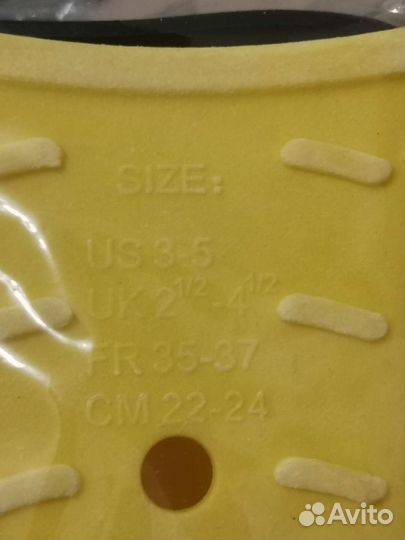 SIZE:
US 3-5
UK 2 1/2 -4 1/2
FR 35-37
CM 22-24
Avito